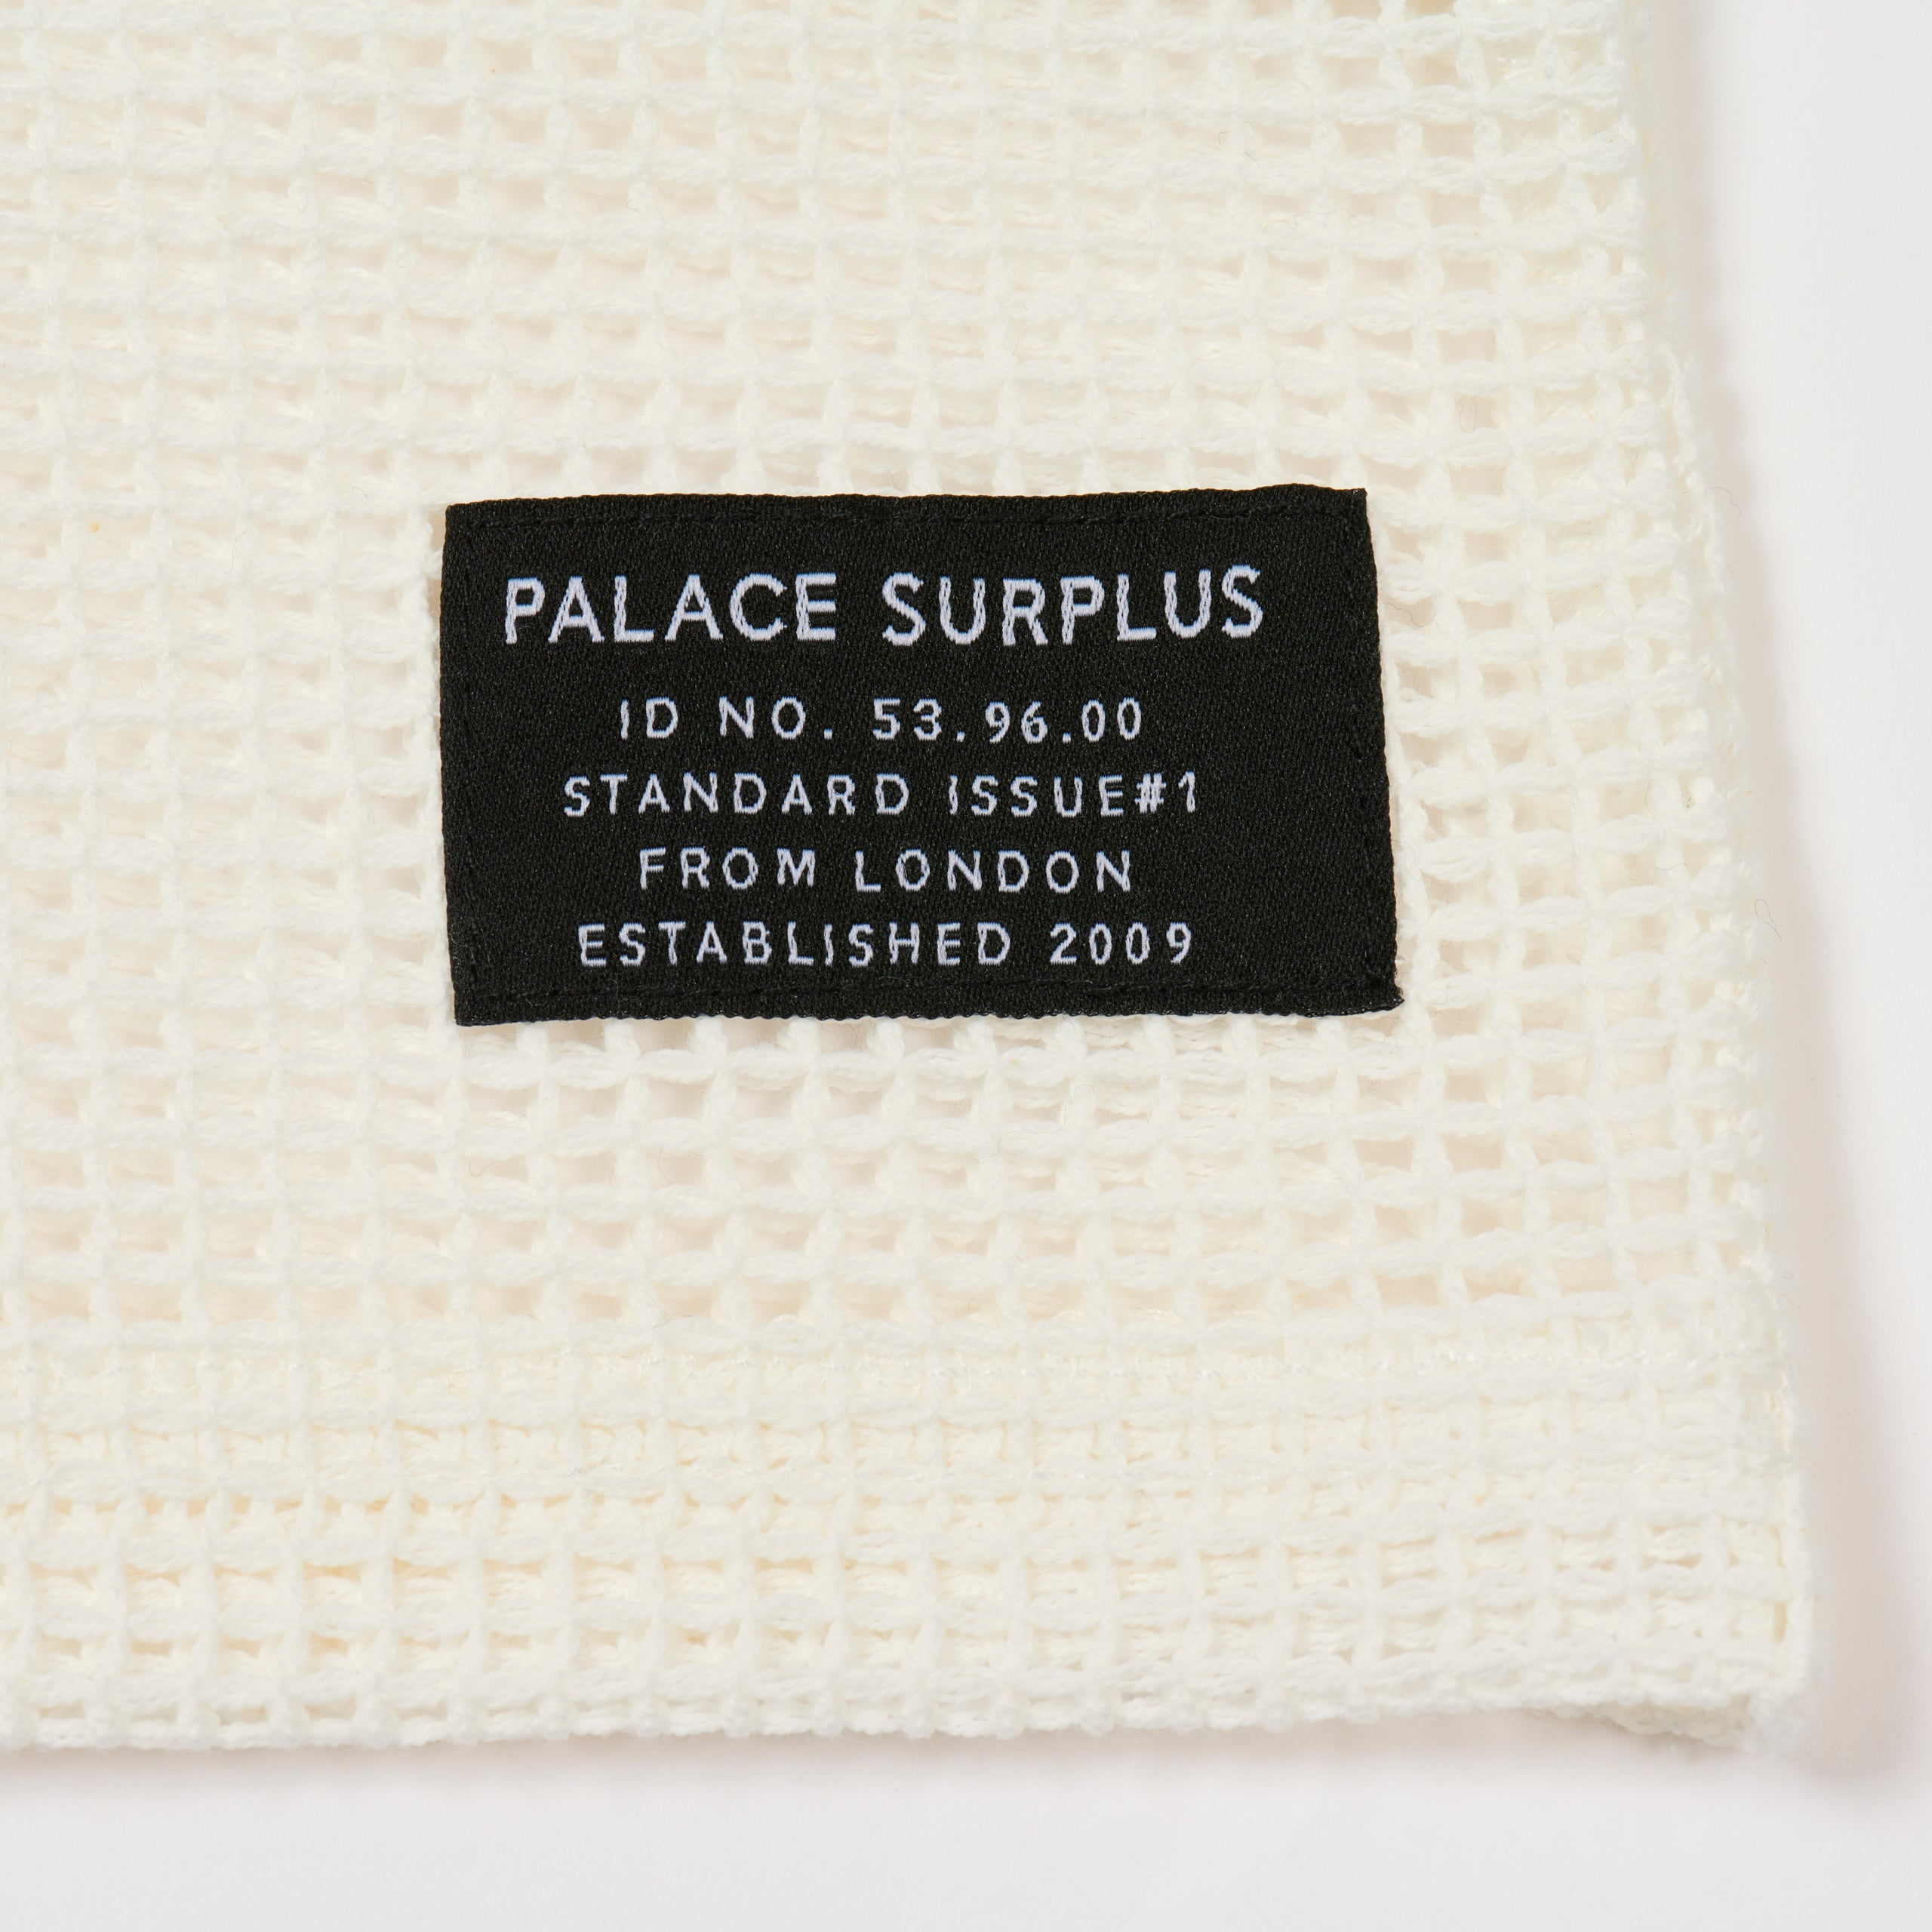 PALACE SURPLUS
ID NO. 53.96.00
STANDARD ISSUE#1
FROM LONDON
ESTABLISHED 2009